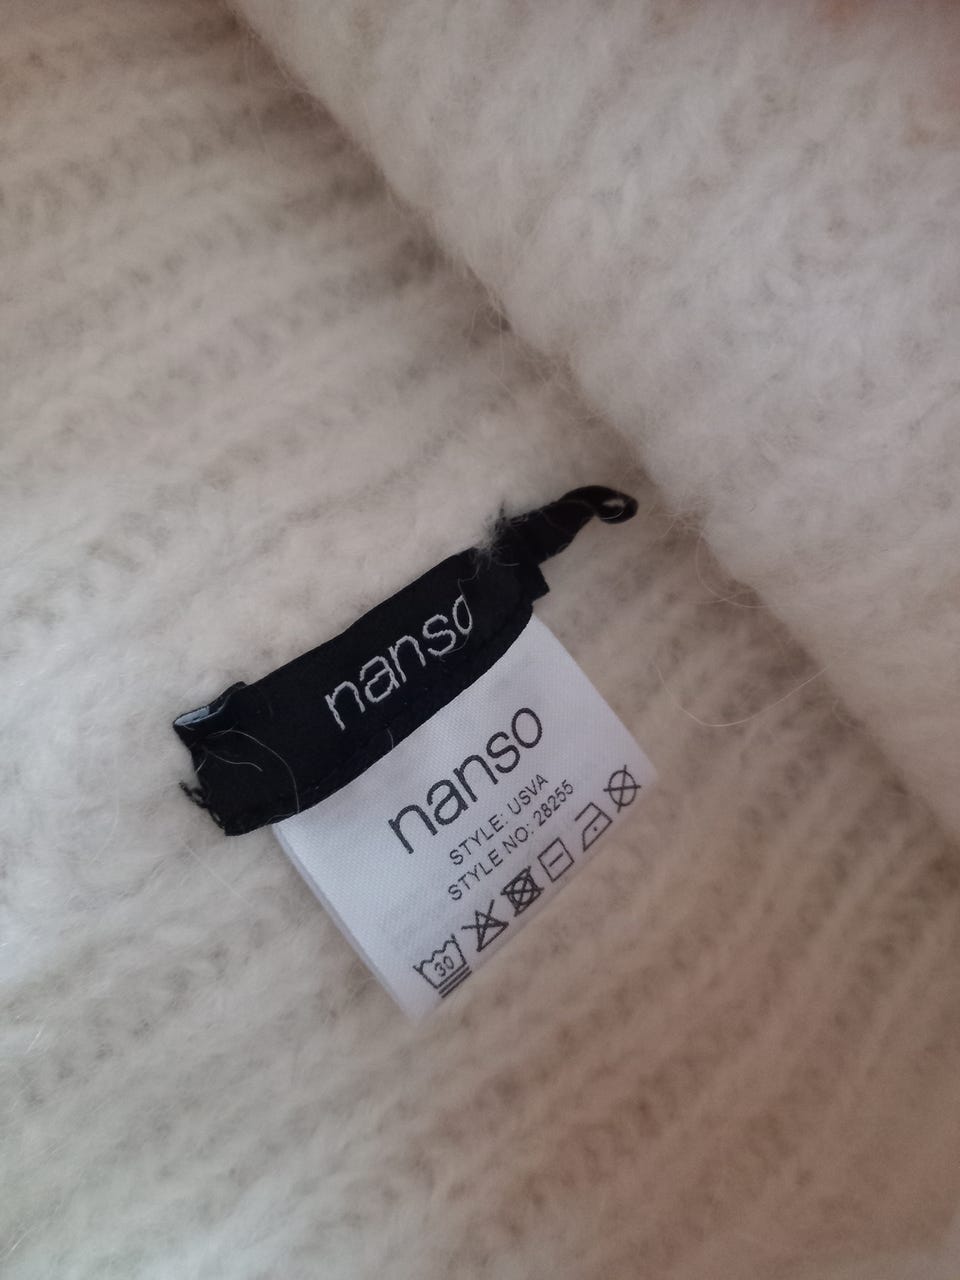 nanso
nanso
STYLE: USVA
STYLE NO: 28255
30